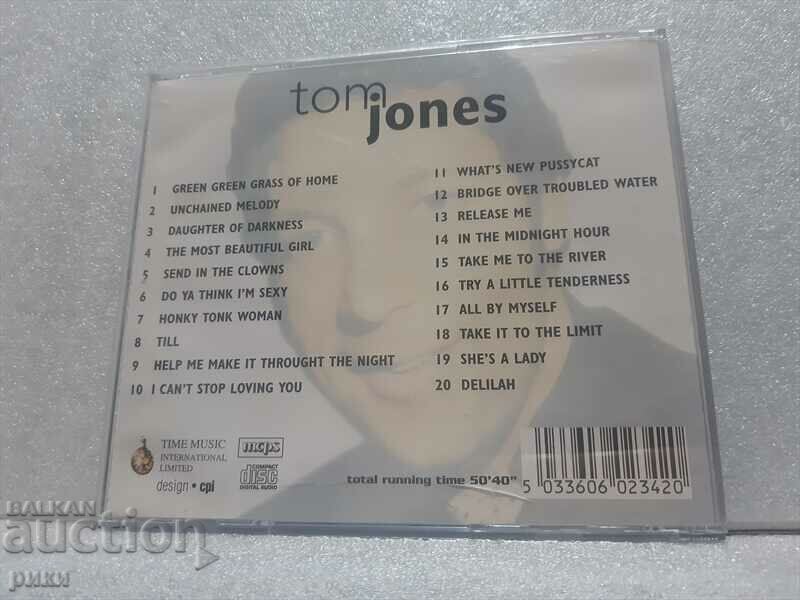 tom
jones
1 GREEN GREEN GRASS OF HOME
2 UNCHAINED MELODY
3 DAUGHTER OF DARKNESS
4 THE MOST BEAUTIFUL GIRL
5 SEND IN THE CLOWNS
6 DO YA THINK I'M SEXY
7 HONKY TONK WOMAN
8 TILL
9 HELP ME MAKE IT THROUGHT THE NIGHT
10 I CAN'T STOP LOVING YOU
11 WHAT'S NEW PUSSYCAT
12 BRIDGE OVER TROUBLED WATER
13 RELEASE ME
14 IN THE MIDNIGHT HOUR
15 TAKE ME TO THE RIVER
16 TRY A LITTLE TENDERNESS
17 ALL BY MYSELF
18 TAKE IT TO THE LIMIT
19 SHE'S A LADY
20 DELILAH
TIME MUSIC
INTERNATIONAL
LIMITED
design • cpi
mcps
COMPACT
disc
DIGITAL AUDIO
total running time 50'40"
5 033606 023420
BALKAN
auction
рики